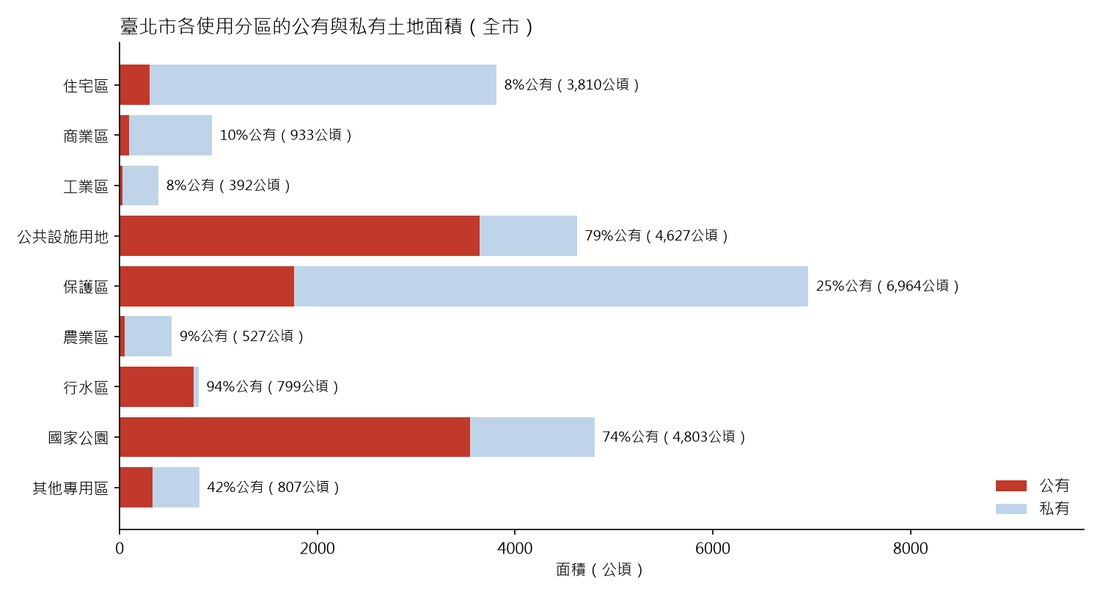 臺北市各使用分區的公有與私有土地面積（全市）
住宅區 8%公有（3,810公頃）
商業區 10%公有（933公頃）
工業區 8%公有（392公頃）
公共設施用地 79%公有（4,627公頃）
保護區 25%公有（6,964公頃）
農業區 9%公有（527公頃）
行水區 94%公有（799公頃）
國家公園 74%公有（4,803公頃）
其他專用區 42%公有（807公頃）
公有
私有
0 2000 4000 6000 8000
面積（公頃）